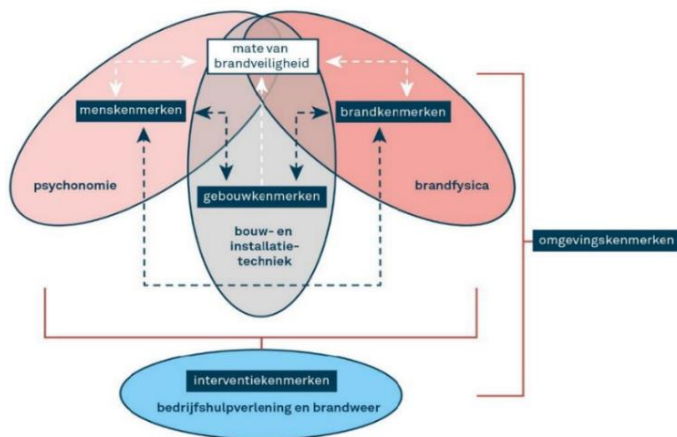 mate van
brandveiligheid
menskenmerken
brandkenmerken
psychonomie
brandfysica
gebouwkenmerken
bouw- en
installatie-
techniek
omgevingskenmerken
interventiekenmerken
bedrijfshulpverlening en brandweer